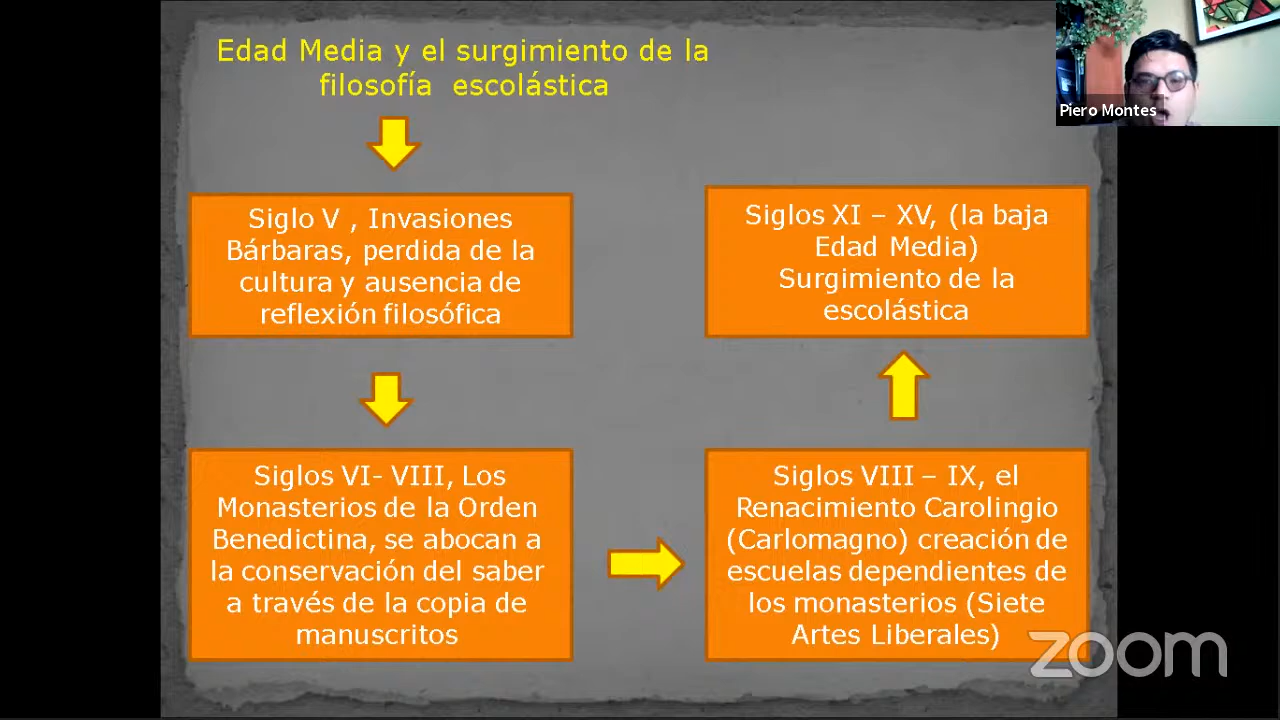 Edad Media y el surgimiento de la
filosofía escolástica
Siglo V , Invasiones
Bárbaras, perdida de la
cultura y ausencia de
reflexión filosófica
Siglos VI- VIII, Los
Monasterios de la Orden
Benedictina, se abocan a
la conservación del saber
a través de la copia de
manuscritos
Siglos VIII – IX, el
Renacimiento Carolingio
(Carlomagno) creación de
escuelas dependientes de
los monasterios (Siete
Artes Liberales)
Siglos XI – XV, (la baja
Edad Media)
Surgimiento de la
escolástica
Piero Montes
zoom